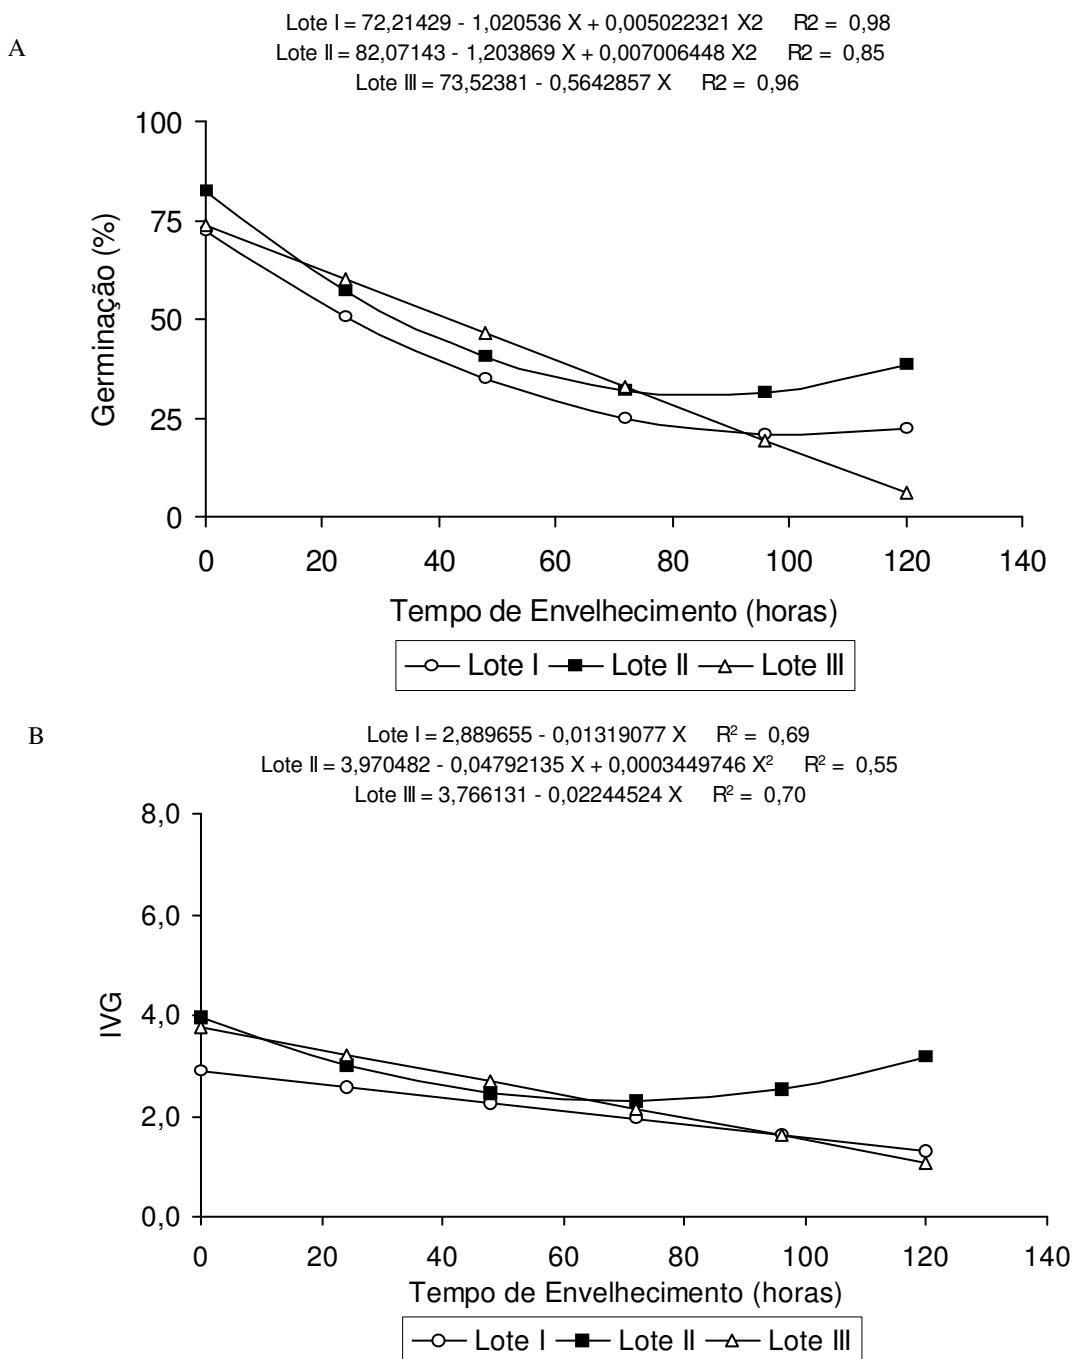 A
Lote I = 72,21429 - 1,020536 X + 0,005022321 X2 R2 = 0,98
Lote II = 82,07143 - 1,203869 X + 0,007006448 X2 R2 = 0,85
Lote III = 73,52381 - 0,5642857 X R2 = 0,96
100
75
50
25
0
Germinação (%)
0 20 40 60 80 100 120 140
Tempo de Envelhecimento (horas)
Lote I Lote II Lote III
B
Lote I = 2,889655 - 0,01319077 X R² = 0,69
Lote II = 3,970482 - 0,04792135 X + 0,0003449746 X² R² = 0,55
Lote III = 3,766131 - 0,02244524 X R² = 0,70
8,0
6,0
4,0
2,0
0,0
IVG
0 20 40 60 80 100 120 140
Tempo de Envelhecimento (horas)
Lote I Lote II Lote III